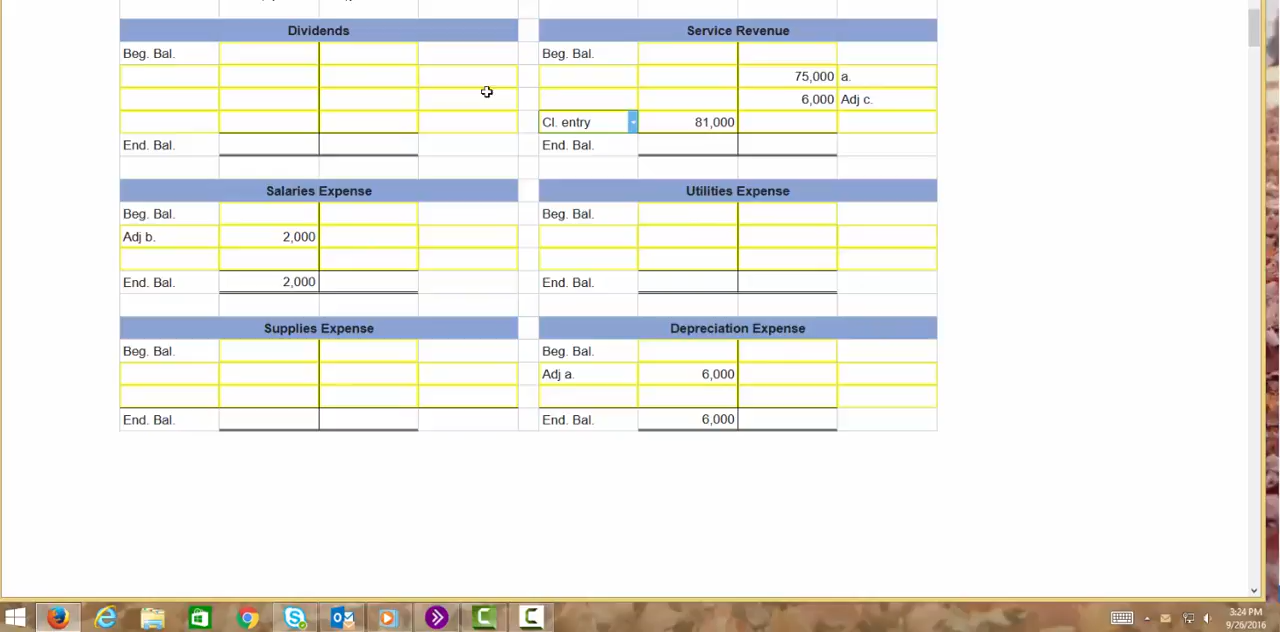 Dividends Service Revenue
Beg. Bal. Beg. Bal.
75,000 a.
6,000 Adj c.
Cl. entry 81,000
End. Bal. End. Bal.
Salaries Expense Utilities Expense
Beg. Bal. Beg. Bal.
Adj b. 2,000
End. Bal. 2,000 End. Bal.
Supplies Expense Depreciation Expense
Beg. Bal. Beg. Bal.
Adj a. 6,000
End. Bal. End. Bal. 6,000
3:24 PM
9/26/2016